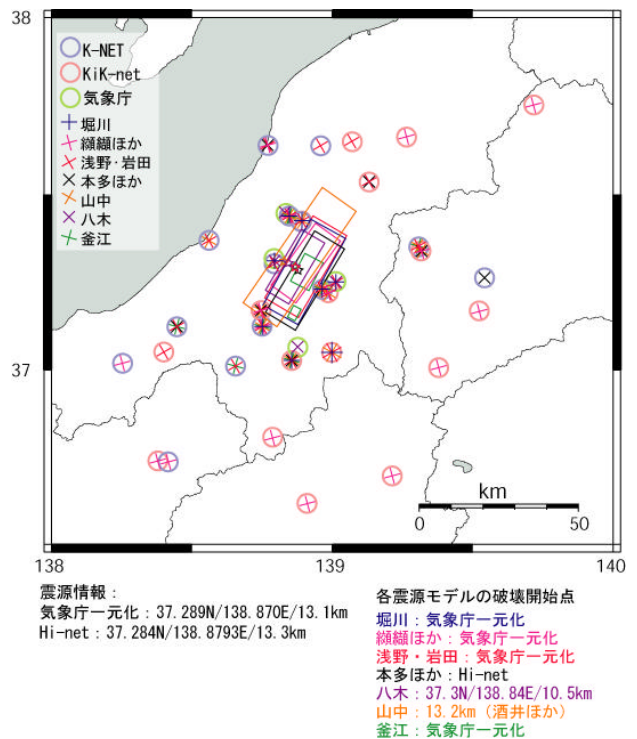 38
K-NET
KiK-net
気象庁
堀川
纐纈ほか
浅野·岩田
本多ほか
山中
八木
釜江
37
km
0
50
138
139
140
震源情報：
気象庁一元化：37.289N/138.870E/13.1km
Hi-net：37.284N/138.8793E/13.3km
各震源モデルの破壊開始点
堀川：気象庁一元化
纐纈ほか：気象庁一元化
浅野・岩田：気象庁一元化
本多ほか：Hi-net
八木：37.3N/138.84E/10.5km
山中：13.2km（酒井ほか）
釜江：気象庁一元化